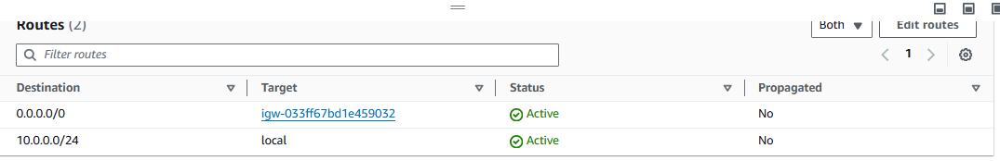 Routes (2)
Both
Edit routes
Filter routes
1
Destination Target Status Propagated
0.0.0.0/0 igw-033ff67bd1e459032 Active No
10.0.0.0/24 local Active No